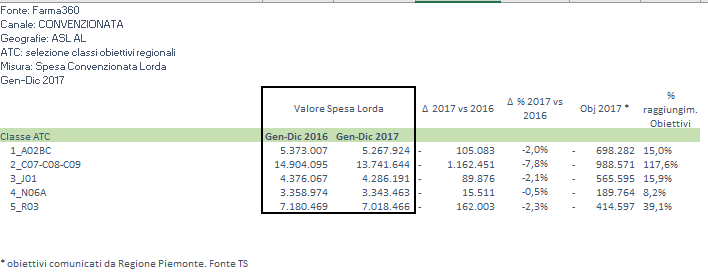 Fonte: Farma360
Canale: CONVENZIONATA
Geografie: ASL AL
ATC: selezione classi obiettivi regionali
Misura: Spesa Convenzionata Lorda
Gen-Dic 2017
Valore Spesa Lorda Δ 2017 vs 2016 Δ % 2017 vs 2016 Obj 2017 * % raggiungim. Obiettivi
Classe ATC Gen-Dic 2016 Gen-Dic 2017
1_A02BC 5.373.007 5.267.924 - 105.083 -2,0% - 698.282 15,0%
2_C07-C08-C09 14.904.095 13.741.644 - 1.162.451 -7,8% - 988.571 117,6%
3_J01 4.376.067 4.286.191 - 89.876 -2,1% - 565.595 15,9%
4_N06A 3.358.974 3.343.463 - 15.511 -0,5% - 189.764 8,2%
5_R03 7.180.469 7.018.466 - 162.003 -2,3% - 414.597 39,1%
* obiettivi comunicati da Regione Piemonte. Fonte TS